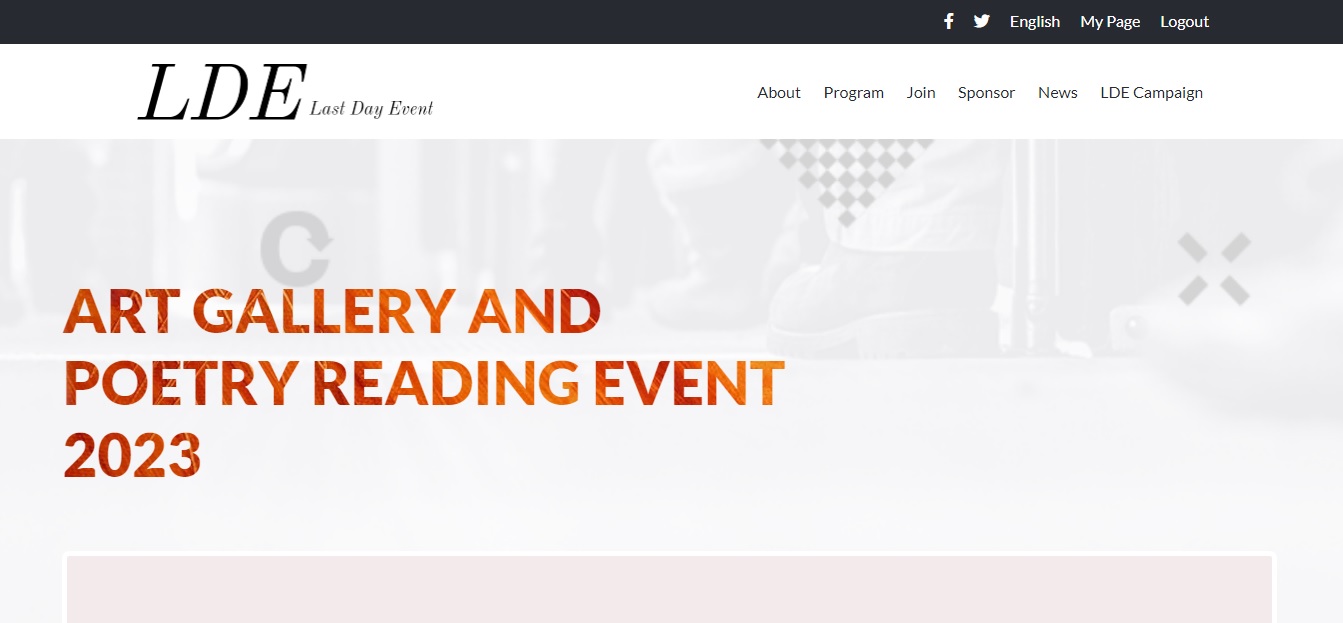 English My Page Logout
LDE Last Day Event
About Program Join Sponsor News LDE Campaign
ART GALLERY AND
POETRY READING EVENT
2023